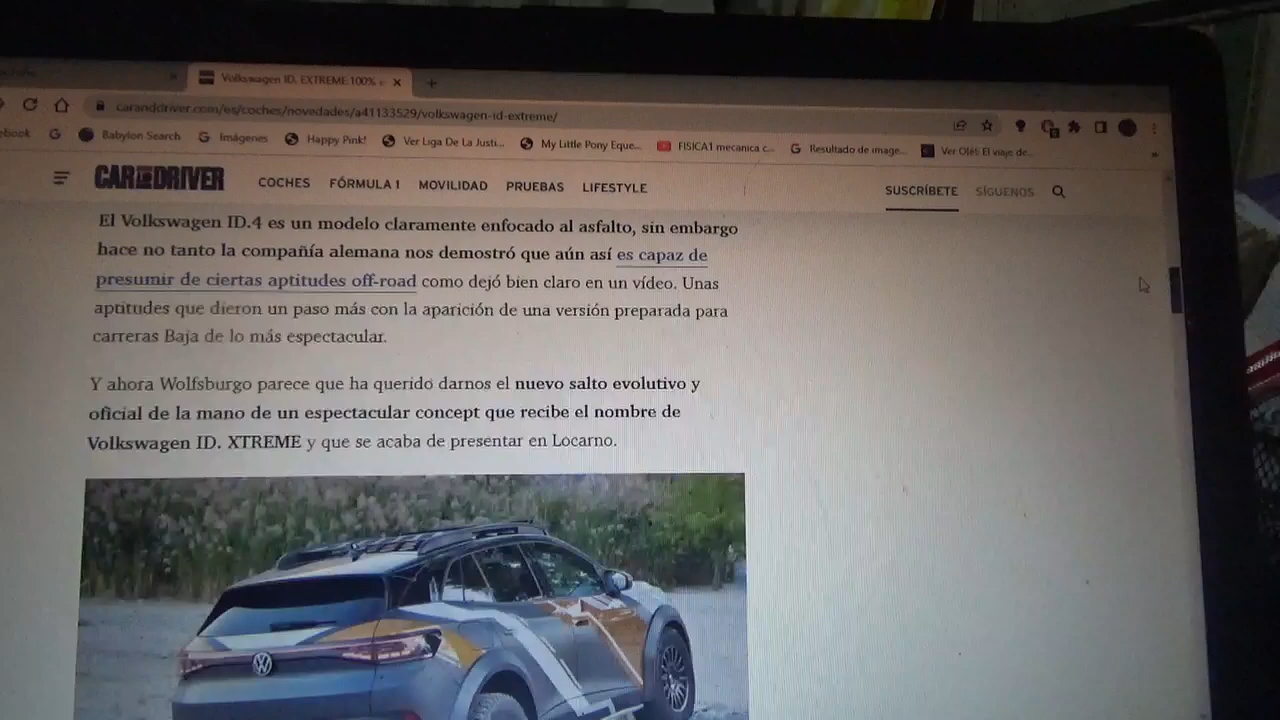 Volkswagen ID. EXTREME:100% e
caranddriver.com/es/coches/novedades/a41133529/volkswagen-id-extreme/
ebook Babylon Search Imágenes Happy Pink! Ver Liga De La Justi... My Little Pony Eque... FISICA1 mecanica c... Resultado de image... Ver Olé! El viaje de...
CAR AND DRIVER COCHES FÓRMULA 1 MOVILIDAD PRUEBAS LIFESTYLE SUSCRÍBETE SÍGUENOS
El Volkswagen ID.4 es un modelo claramente enfocado al asfalto, sin embargo
hace no tanto la compañía alemana nos demostró que aún así es capaz de
presumir de ciertas aptitudes off-road como dejó bien claro en un vídeo. Unas
aptitudes que dieron un paso más con la aparición de una versión preparada para
carreras Baja de lo más espectacular.
Y ahora Wolfsburgo parece que ha querido darnos el nuevo salto evolutivo y
oficial de la mano de un espectacular concept que recibe el nombre de
Volkswagen ID. XTREME y que se acaba de presentar en Locarno.